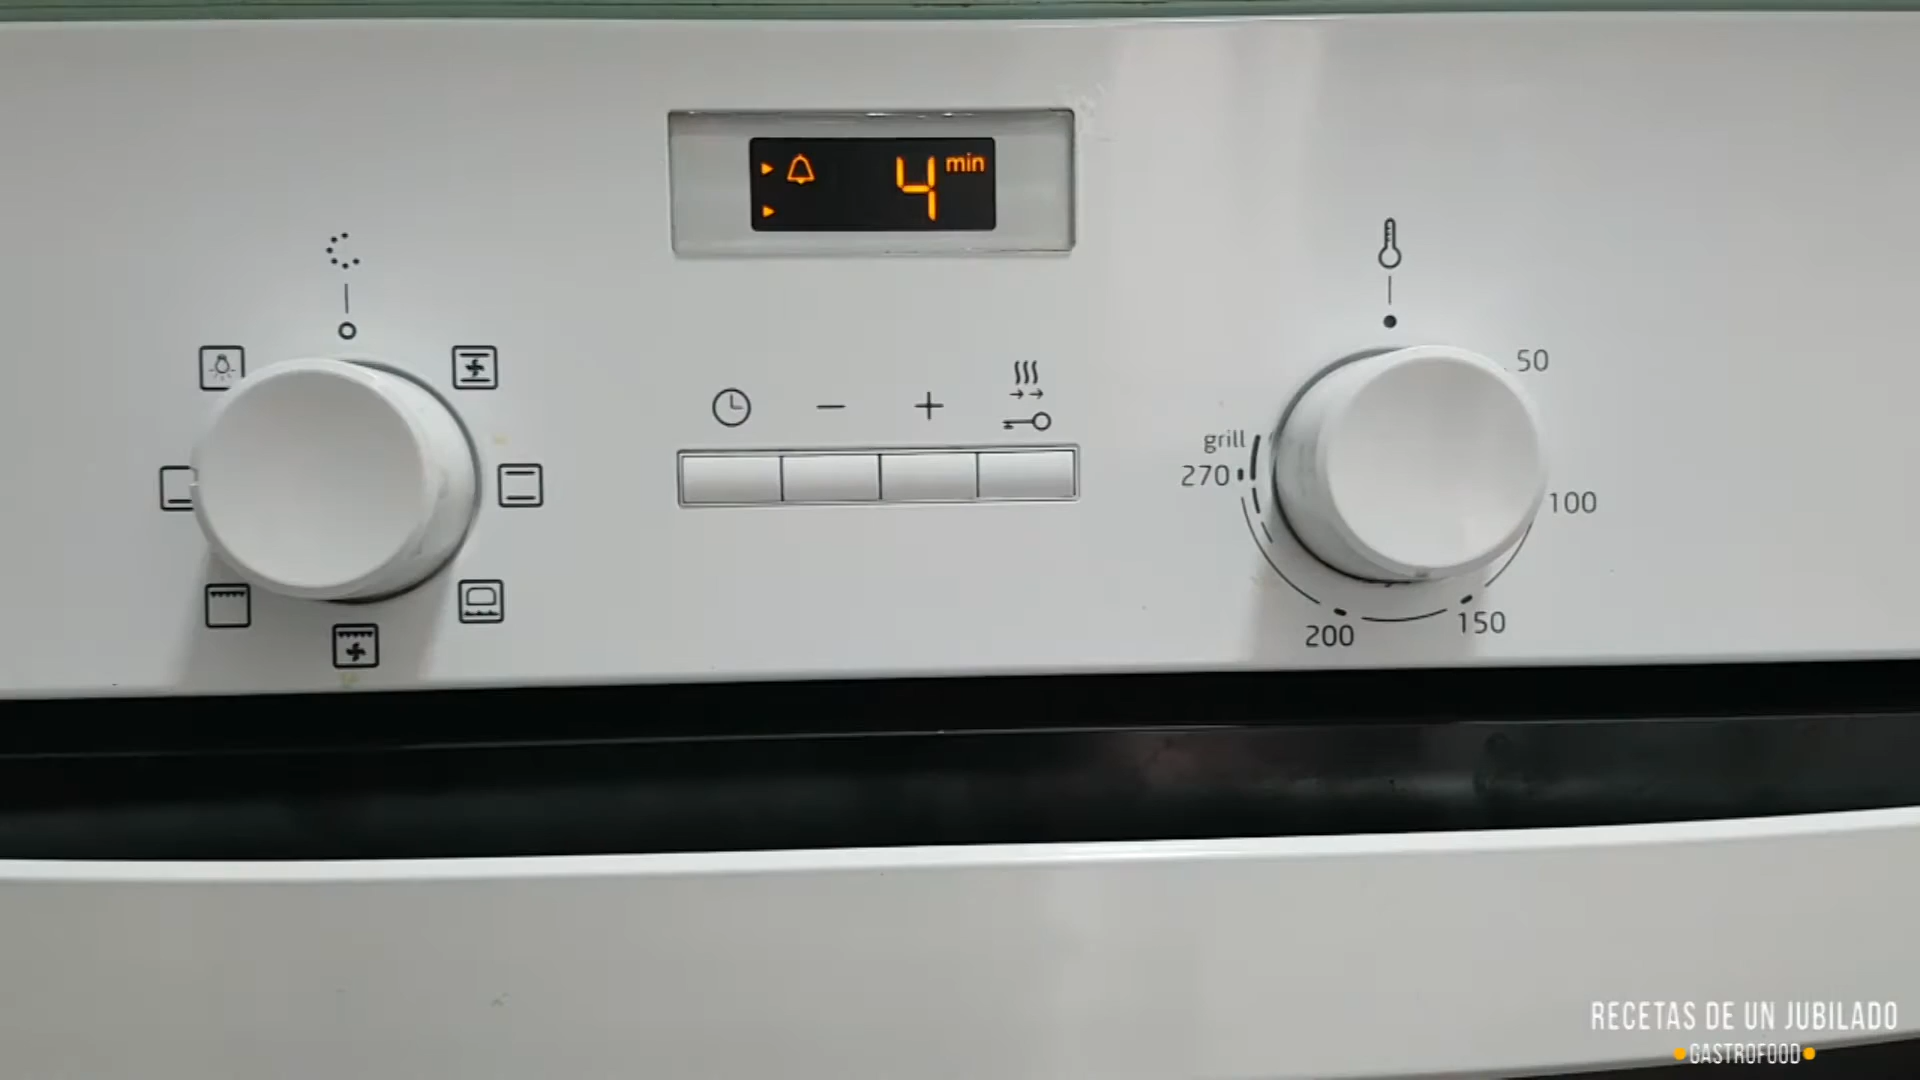 4 min
50
grill
270
100
200
150
RECETAS DE UN JUBILADO
GASTROFOOD